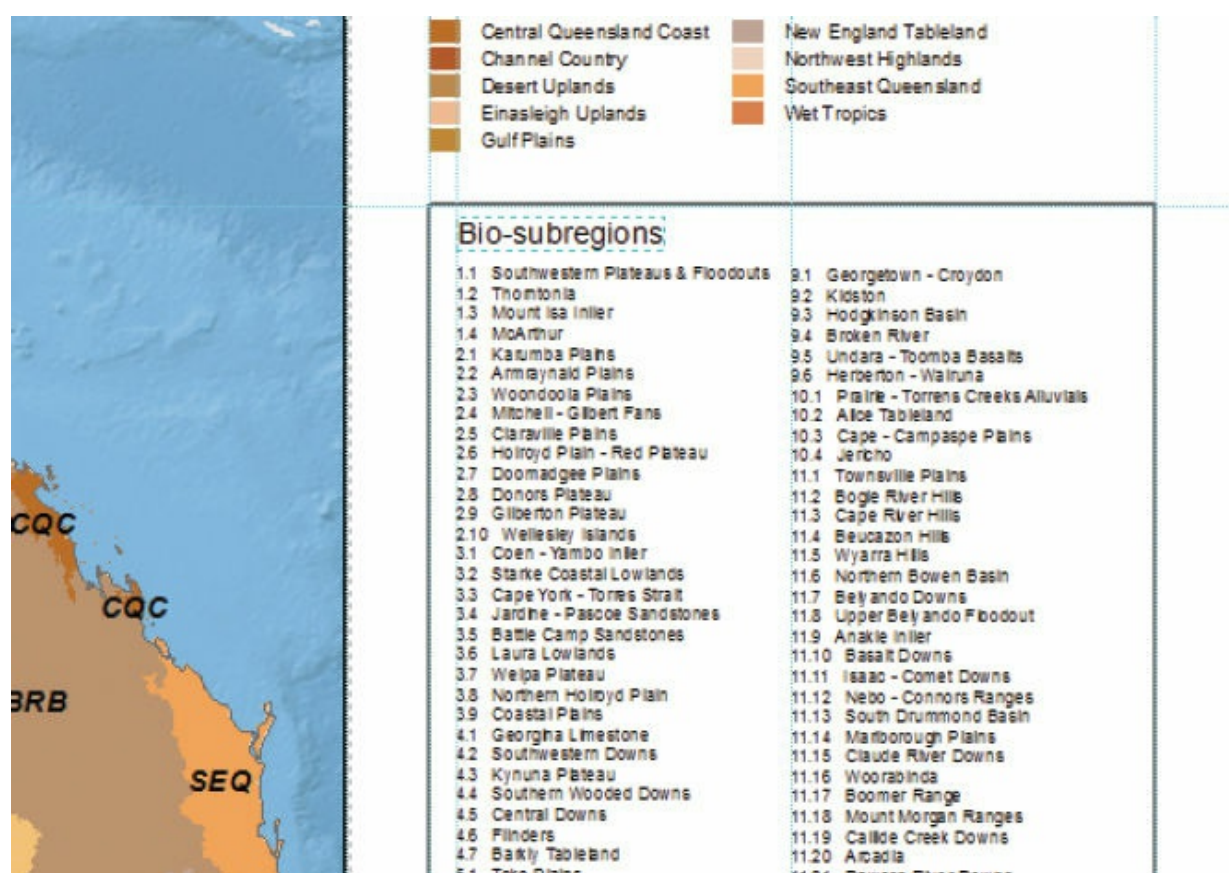 Central Queensland Coast
Channel Country
Desert Uplands
Einasleigh Uplands
Gulf Plains
New England Tableland
Northwest Highlands
Southeast Queensland
Wet Tropics
Bio-subregions
1.1 Southwestern Plateaus & Floodouts
1.2 Thorntonia
1.3 Mount Isa Inlier
1.4 McArthur
2.1 Karumba Plains
2.2 Armraynald Plains
2.3 Woondoola Plains
2.4 Mitchell - Gilbert Fans
2.5 Claraville Plains
2.6 Holroyd Plain - Red Plateau
2.7 Doomadgee Plains
2.8 Donors Plateau
2.9 Gilberton Plateau
2.10 Wellesley Islands
3.1 Coen - Yambo Inlier
3.2 Starke Coastal Lowlands
3.3 Cape York - Torres Strait
3.4 Jardine - Pascoe Sandstones
3.5 Battle Camp Sandstones
3.6 Laura Lowlands
3.7 Weipa Plateau
3.8 Northern Holroyd Plain
3.9 Coastal Plains
4.1 Georgina Limestone
4.2 Southwestern Downs
4.3 Kynuna Plateau
4.4 Southern Wooded Downs
4.5 Central Downs
4.6 Flinders
4.7 Barkly Tableland
9.1 Georgetown - Croydon
9.2 Kidston
9.3 Hodgkinson Basin
9.4 Broken River
9.5 Undara - Toomba Basalts
9.6 Herberton - Wairuna
10.1 Prairie - Torrens Creeks Alluvials
10.2 Alice Tableland
10.3 Cape - Campaspe Plains
10.4 Jericho
11.1 Townsville Plains
11.2 Bogie River Hills
11.3 Cape River Hills
11.4 Beucazon Hills
11.5 Wyarra Hills
11.6 Northern Bowen Basin
11.7 Belyando Downs
11.8 Upper Belyando Floodout
11.9 Anakie Inlier
11.10 Basalt Downs
11.11 Isaac - Comet Downs
11.12 Nebo - Connors Ranges
11.13 South Drummond Basin
11.14 Marlborough Plains
11.15 Claude River Downs
11.16 Woorabinda
11.17 Boomer Range
11.18 Mount Morgan Ranges
11.19 Callide Creek Downs
11.20 Arcadia
CQC
CQC
BRB
SEQ